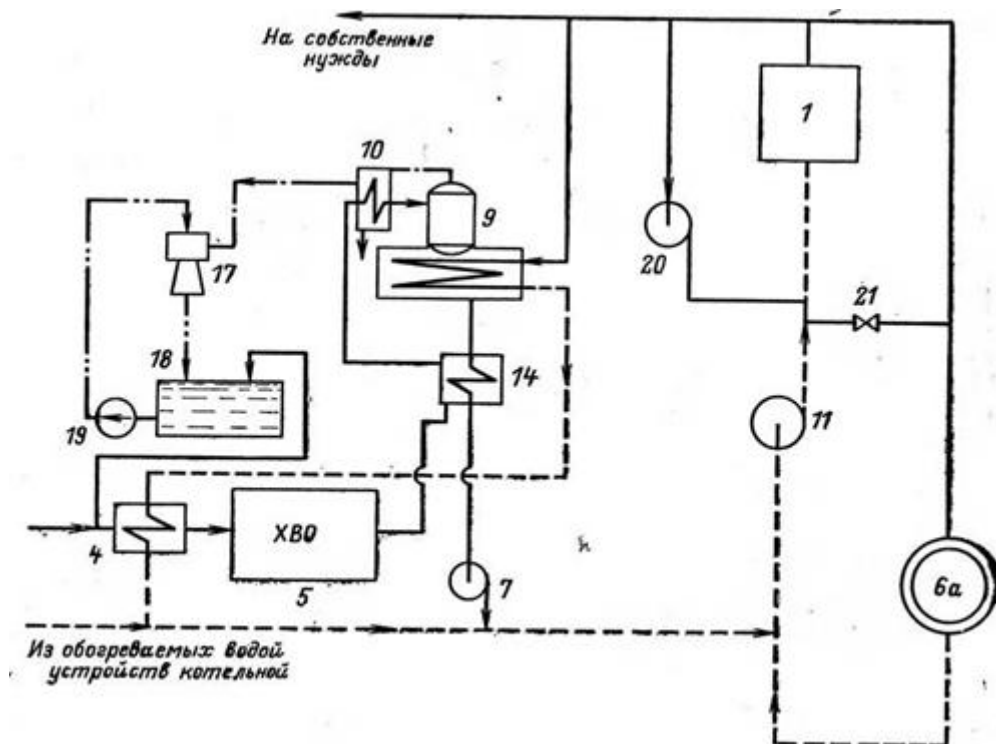 На собственные
нужды
1
10
9
20
21
17
18
14
19
11
4
ХВО
5
7
6а
Из обогреваемых водой
устройств котельной